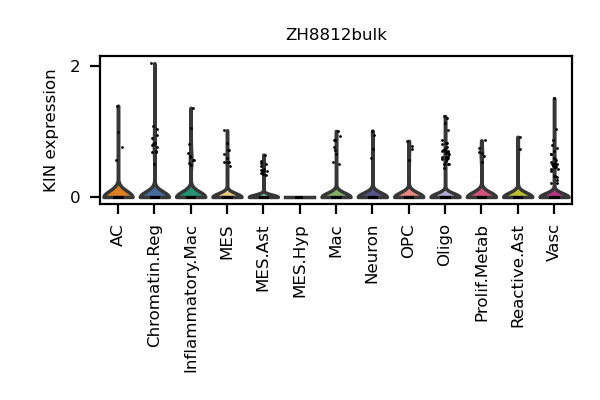 ZH8812bulk
KIN expression
2
0
AC
Chromatin.Reg
Inflammatory.Mac
MES
MES.Ast
MES.Hyp
Mac
Neuron
OPC
Oligo
Prolif.Metab
Reactive.Ast
Vasc